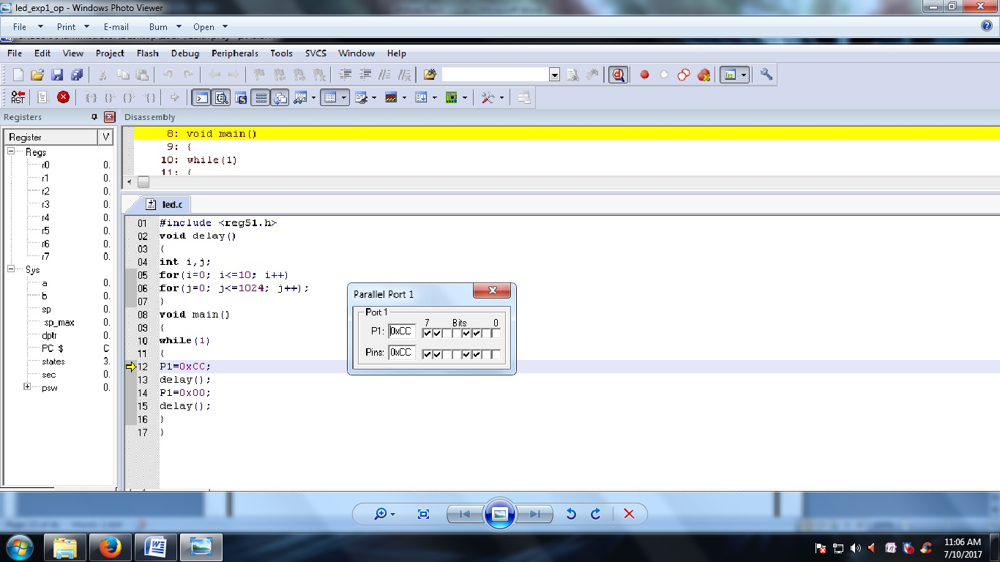 led_exp1_op - Windows Photo Viewer
File Print E-mail Burn Open
File Edit View Project Flash Debug Peripherals Tools SVCS Window Help
RST
Registers
Disassembly
Register V
Regs
r0 0.
r1 0.
r2 0.
r3 0.
r4 0.
r5 0.
r6 0.
r7 0.
Sys
a 0.
b 0.
sp 0.
sp_max 0.
dptr 0.
PC $ C
states 3.
sec 0.
psw 0.
8: void main()
9: {
10: while(1)
11: {
led.c
01 #include <reg51.h>
02 void delay()
03 {
04 int i,j;
05 for(i=0; i<=10; i++)
06 for(j=0; j<=1024; j++);
07 }
08 void main()
09 {
10 while(1)
11 {
12 P1=0xCC;
13 delay();
14 P1=0x00;
15 delay();
16 }
17 }
Parallel Port 1
Port 1
7 Bits 0
P1: 0xCC
Pins: 0xCC
11:06 AM
7/10/2017